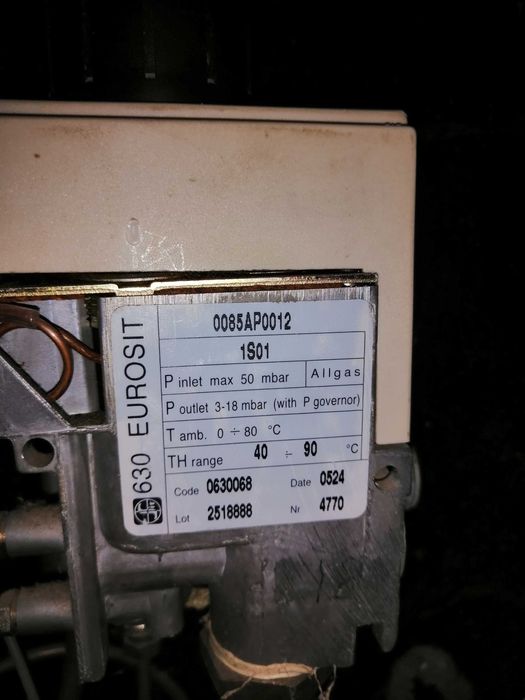 630 EUROSIT
0085AP0012
1S01
P inlet max 50 mbar Allgas
P outlet 3-18 mbar (with P governor)
T amb. 0 ÷ 80 °C
TH range 40 ÷ 90 °C
Code 0630068 Date 0524
Lot 2518888 Nr 4770